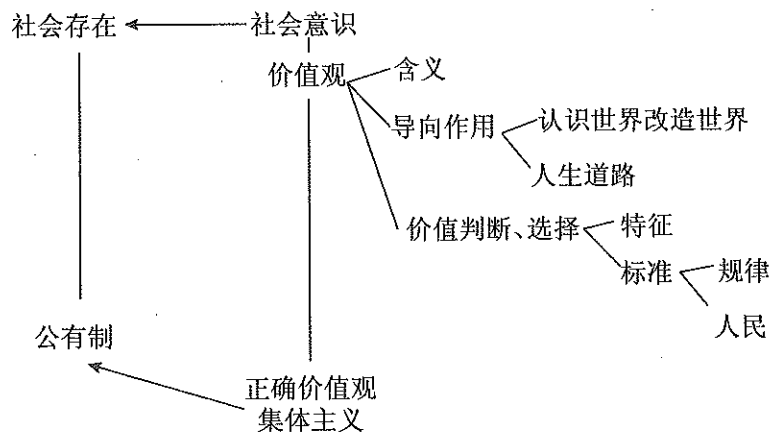 社会存在
社会意识
价值观
含义
导向作用
认识世界改造世界
人生道路
价值判断、选择
特征
标准
规律
人民
公有制
正确价值观
集体主义